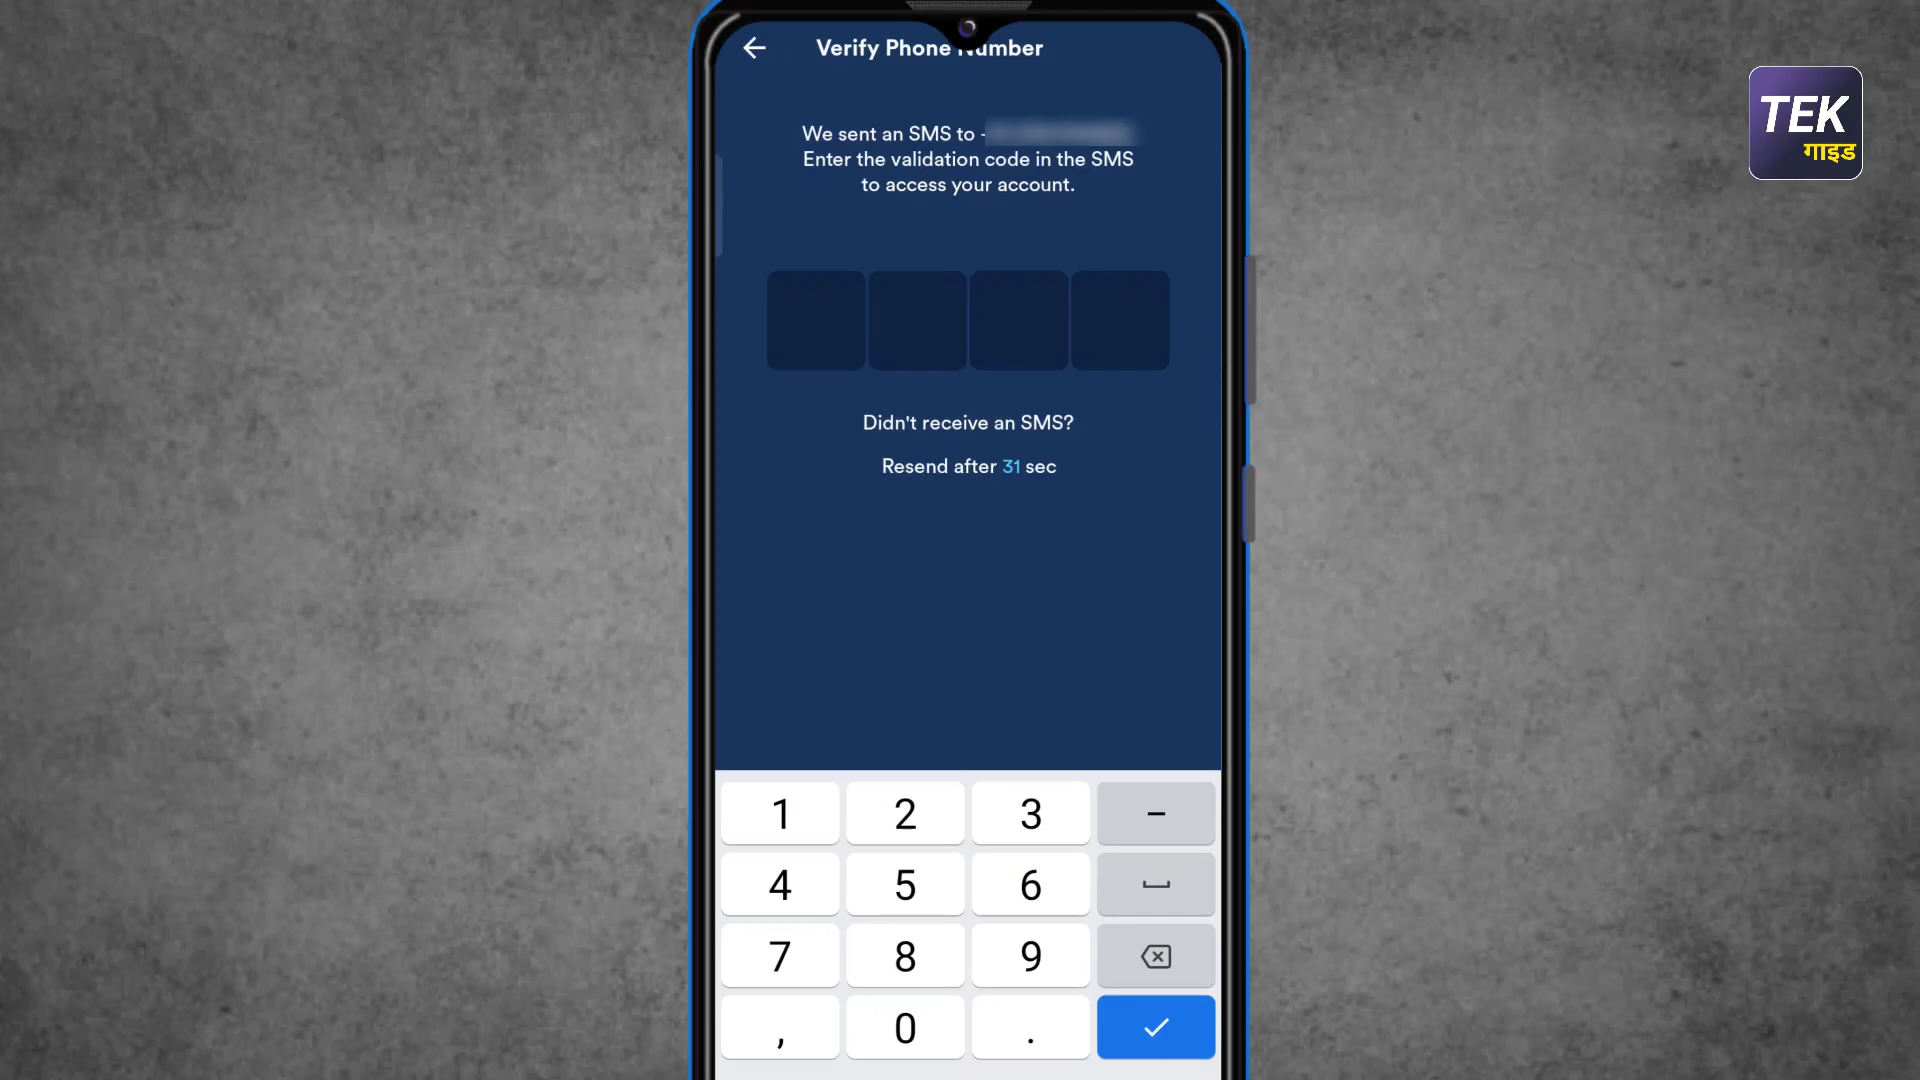 Verify Phone Number
TEK
गाइड
We sent an SMS to
Enter the validation code in the SMS
to access your account.
Didn't receive an SMS?
Resend after 31 sec
1 2 3 –
4 5 6
7 8 9
, 0 .